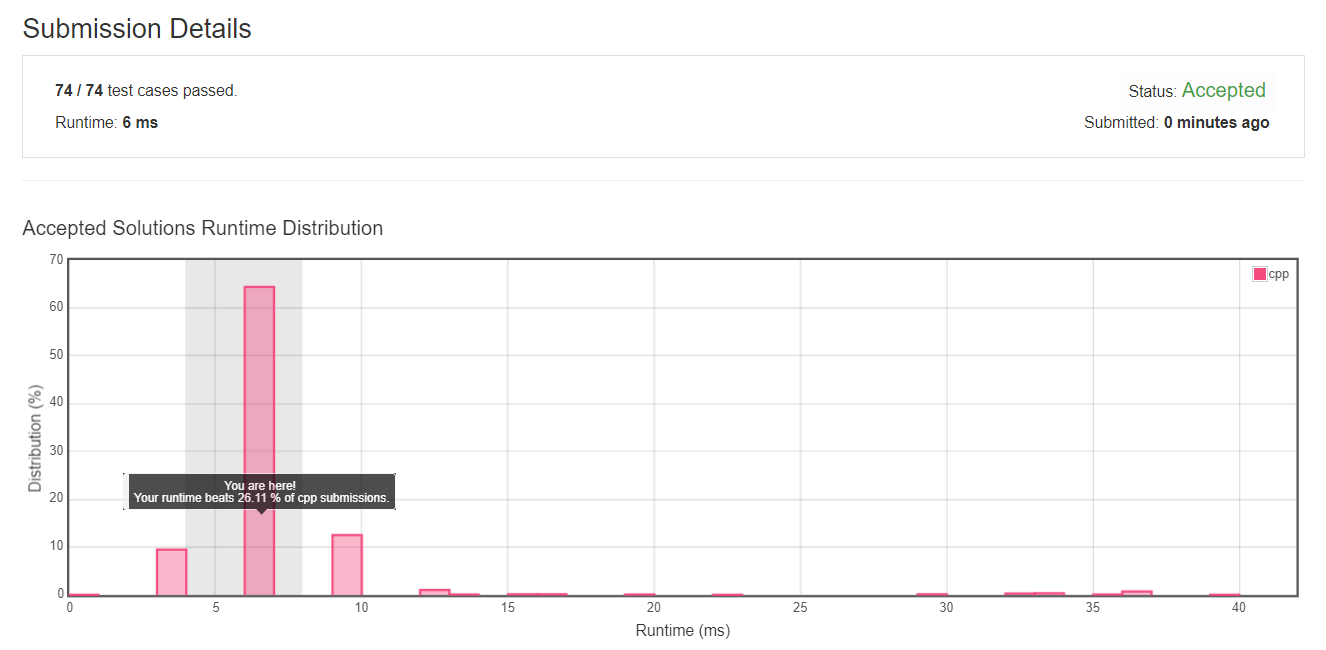 Submission Details
74 / 74 test cases passed.
Status: Accepted
Runtime: 6 ms
Submitted: 0 minutes ago
Accepted Solutions Runtime Distribution
70
60
50
40
30
20
10
0
Distribution (%)
cpp
You are here!
Your runtime beats 26.11 % of cpp submissions.
0 5 10 15 20 25 30 35 40
Runtime (ms)